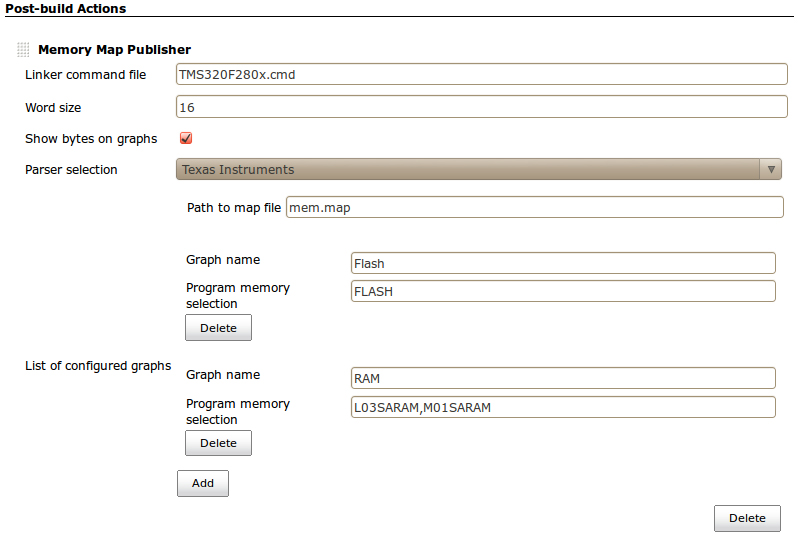 Post-build Actions
Memory Map Publisher
Linker command file TMS320F280x.cmd
Word size 16
Show bytes on graphs
Parser selection Texas Instruments
Path to map file mem.map
Graph name Flash
Program memory
selection FLASH
Delete
List of configured graphs
Graph name RAM
Program memory
selection L03SARAM,M01SARAM
Delete
Add
Delete